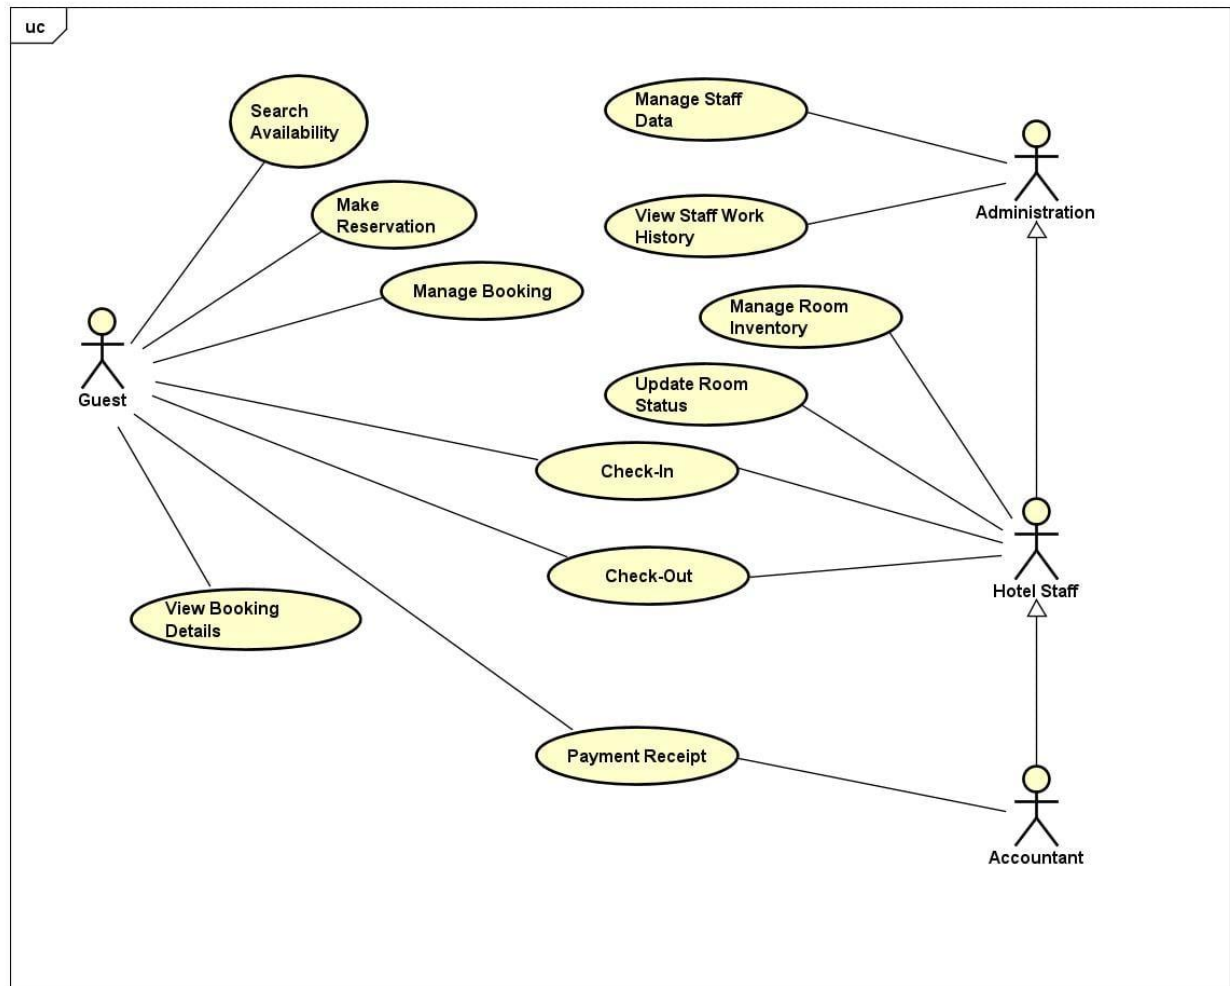 uc
Search
Availability
Manage Staff
Data
Make
Reservation
View Staff Work
History
Administration
Manage Booking
Manage Room
Inventory
Guest
Update Room
Status
Check-In
Check-Out
Hotel Staff
View Booking
Details
Payment Receipt
Accountant